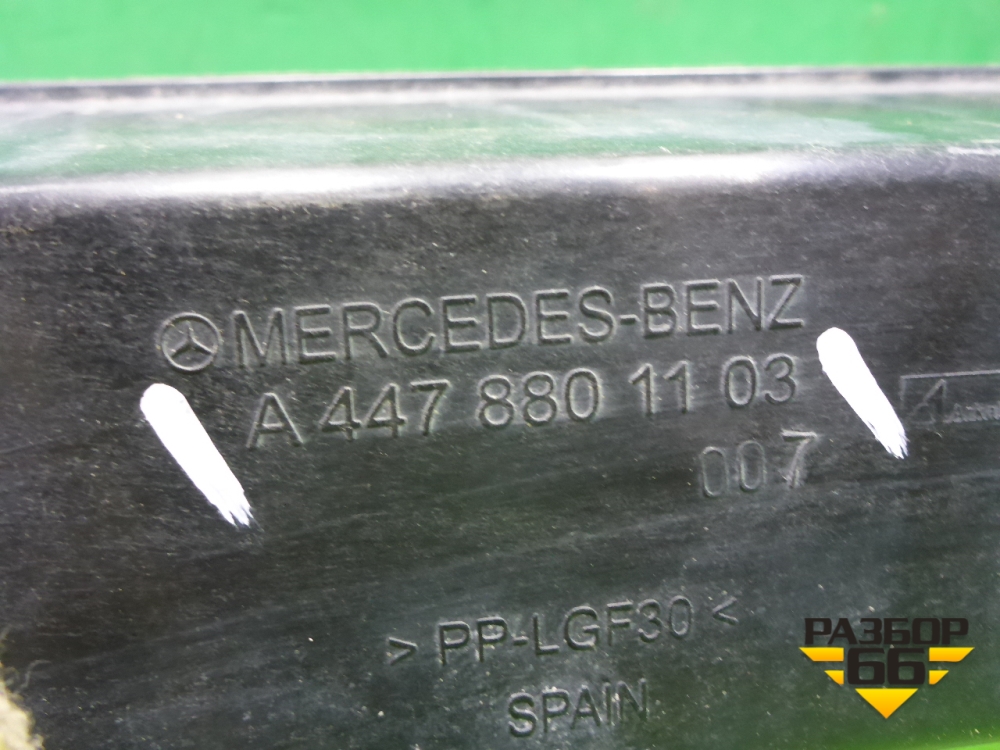 MERCEDES-BENZ
A 447 880 11 03
007
> PP-LGF30 <
SPAIN
РАЗБОР
66